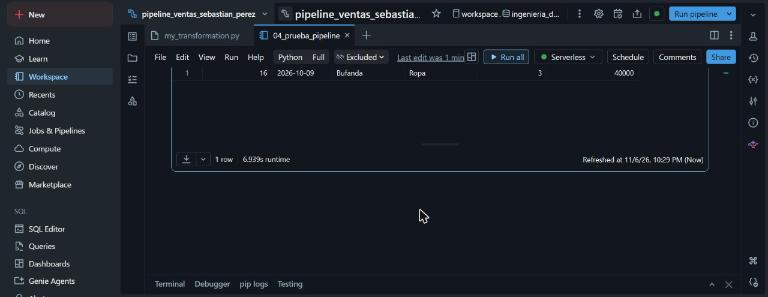 New
pipeline_ventas_sebastian_perez
pipeline_ventas_sebastia...
workspace.
ingenieria_d...
Run pipeline
Home
my_transformation.py
04_prueba_pipeline
Learn
File Edit View Run Help Python Full Excluded Last edit was 1 min Run all Serverless Schedule Comments Share
Workspace
1 16 2026-10-09 Bufanda Ropa 3 40000
Recents
Catalog
Jobs & Pipelines
Compute
1 row 6.939s runtime Refreshed at 11/6/26, 10:29 PM (Now)
Discover
Marketplace
SQL
SQL Editor
Queries
Dashboards
Genie Agents
Terminal Debugger pip logs Testing